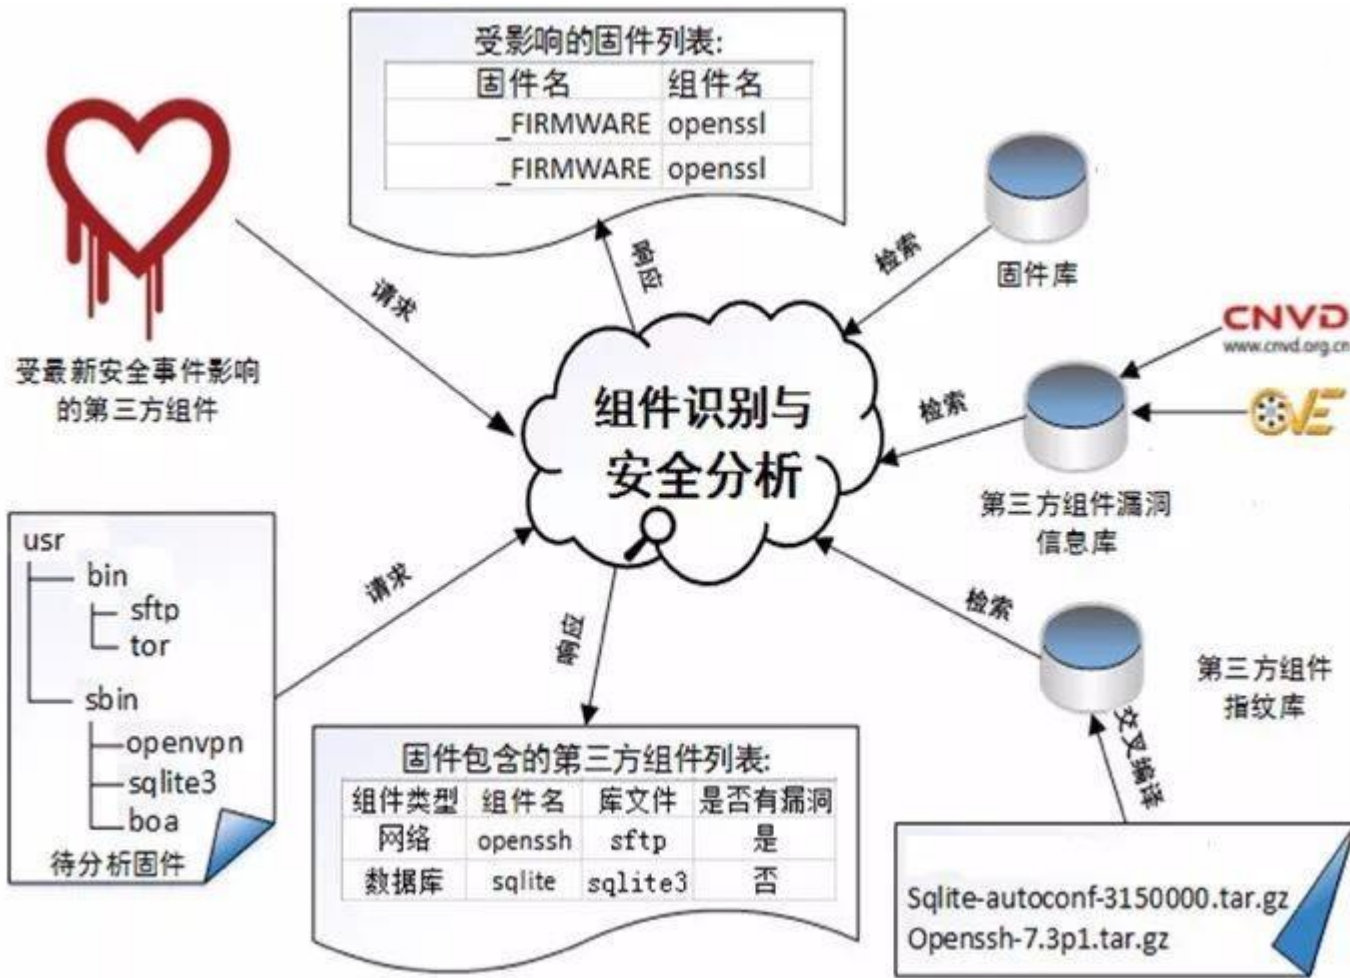 受影响的固件列表:
固件名 组件名
_FIRMWARE openssl
_FIRMWARE openssl
响应
请求
检索
固件库
受最新安全事件影响
的第三方组件
组件识别与
安全分析
检索
CNVD
www.cnvd.org.cn
CVE
第三方组件漏洞
信息库
usr
bin
sftp
tor
sbin
openvpn
sqlite3
boa
待分析固件
请求
响应
检索
第三方组件
指纹库
交叉编译
固件包含的第三方组件列表:
组件类型 组件名 库文件 是否有漏洞
网络 openssh sftp 是
数据库 sqlite sqlite3 否
Sqlite-autoconf-3150000.tar.gz
Openssh-7.3p1.tar.gz